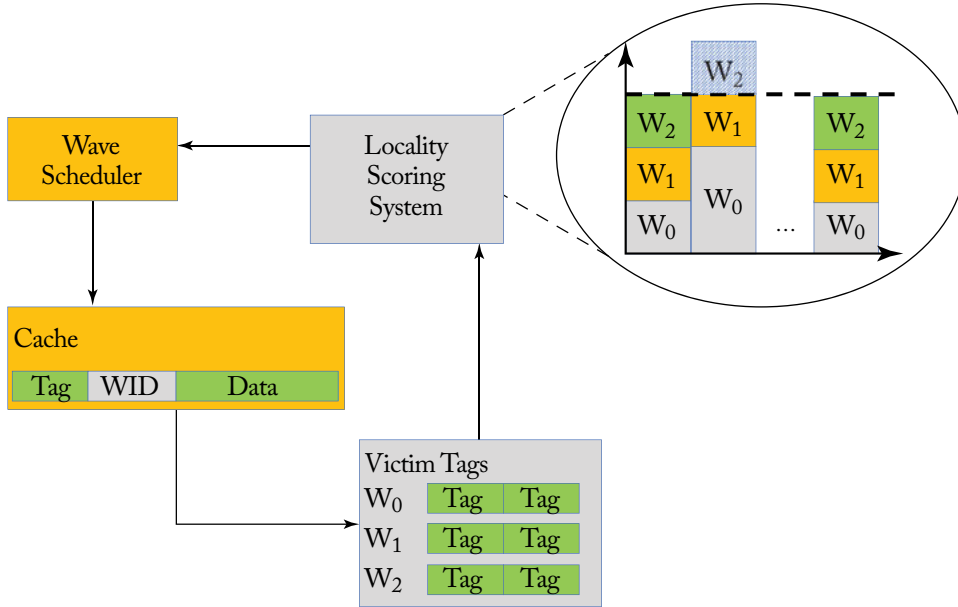 Wave
Scheduler
Locality
Scoring
System
W₂
W₁
W₀
W₂
W₁
W₀
...
W₂
W₁
W₀
Cache
Tag WID Data
Victim Tags
W₀ Tag Tag
W₁ Tag Tag
W₂ Tag Tag